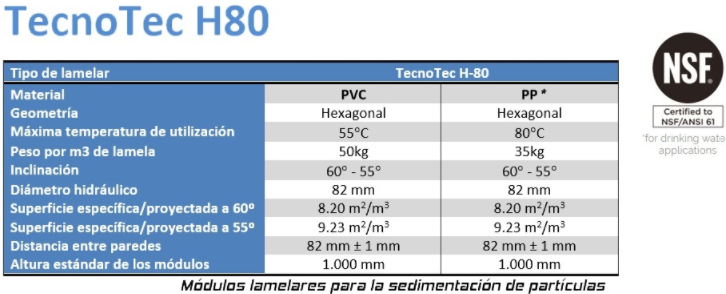 TecnoTec H80
Tipo de lamelar TecnoTec H-80
Material PVC PP *
Geometría Hexagonal Hexagonal
Máxima temperatura de utilización 55°C 80°C
Peso por m3 de lamela 50kg 35kg
Inclinación 60° - 55° 60° - 55°
Diámetro hidráulico 82 mm 82 mm
Superficie específica/proyectada a 60º 8.20 m²/m³ 8.20 m²/m³
Superficie específica/proyectada a 55º 9.23 m²/m³ 9.23 m²/m³
Distancia entre paredes 82 mm ± 1 mm 82 mm ± 1 mm
Altura estándar de los módulos 1.000 mm 1.000 mm
Módulos lamelares para la sedimentación de partículas
NSF
Certified to
NSF/ANSI 61
*for drinking wate
applications